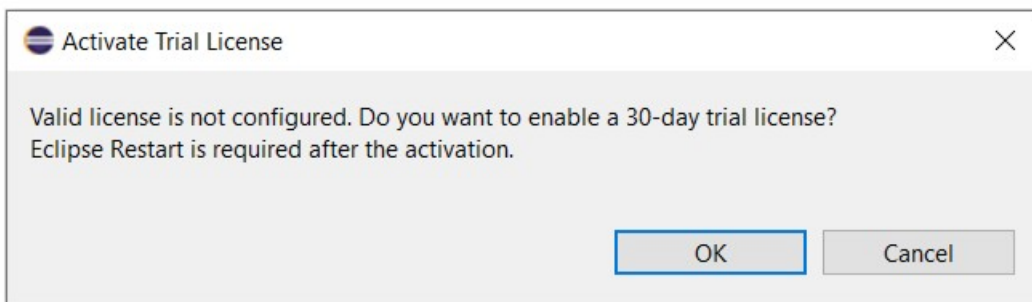 Activate Trial License
Valid license is not configured. Do you want to enable a 30-day trial license?
Eclipse Restart is required after the activation.
OK
Cancel